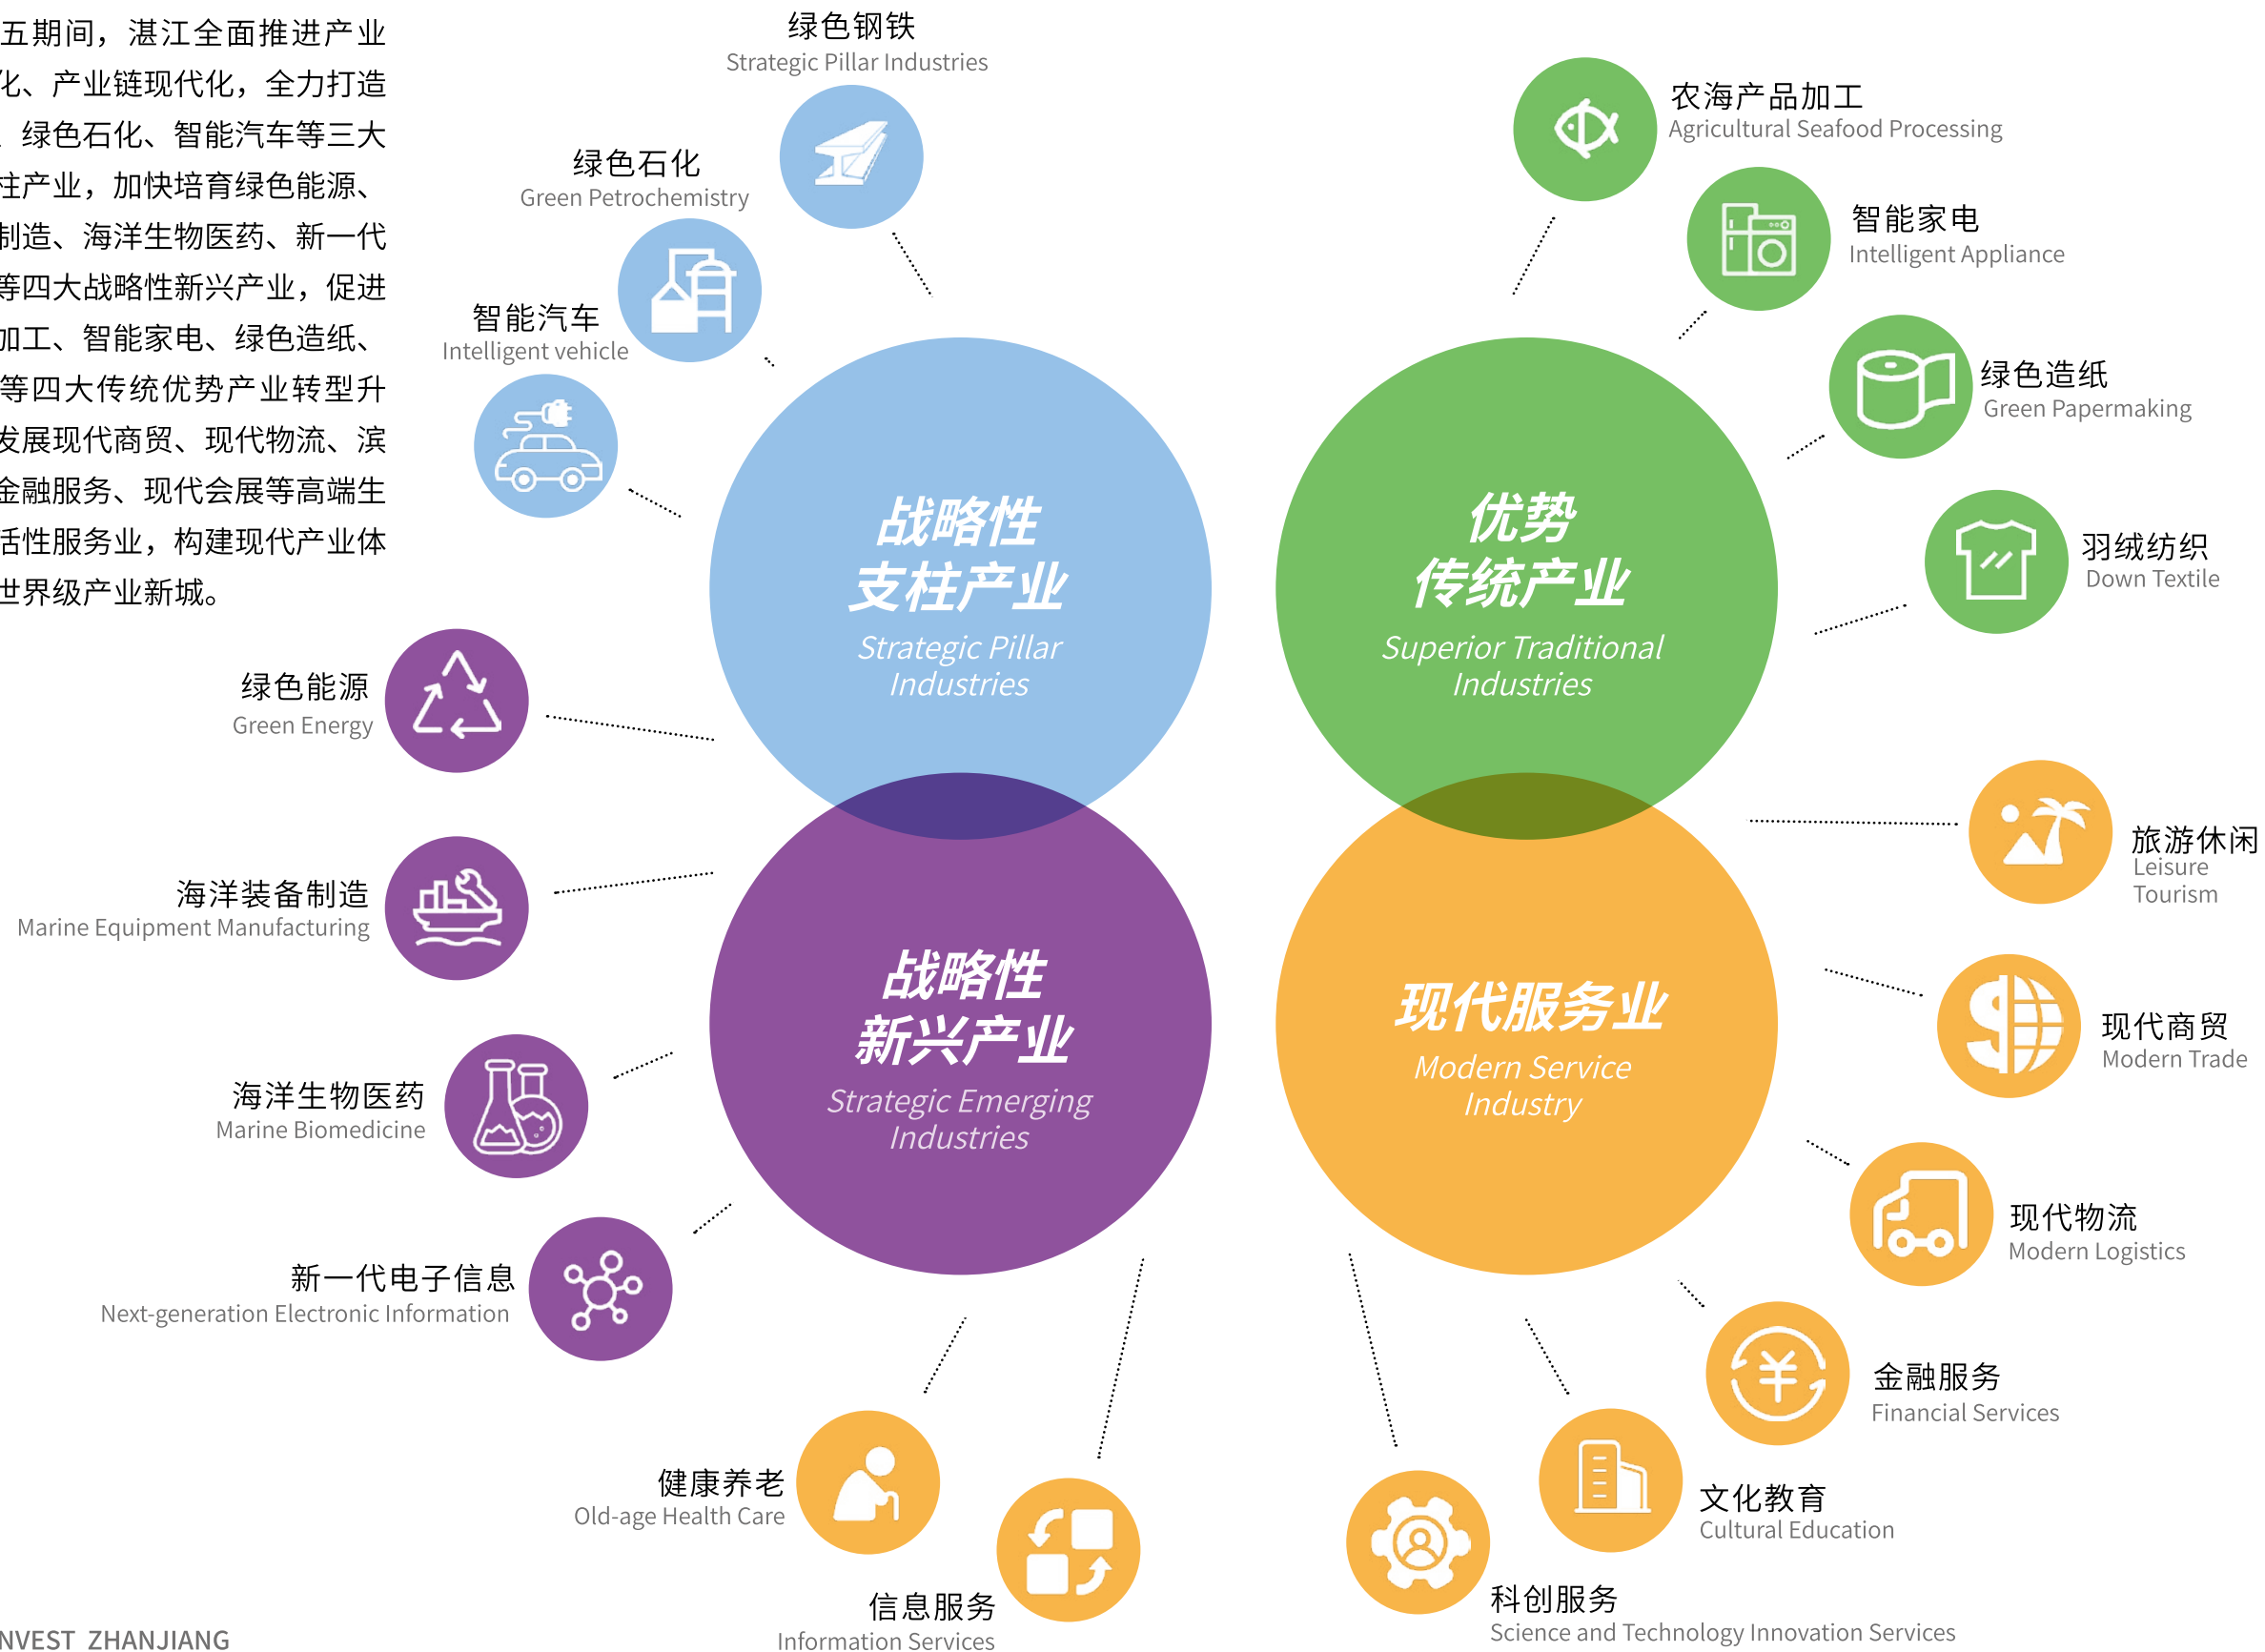 五期间，湛江全面推进产业
化、产业链现代化，全力打造
、绿色石化、智能汽车等三大
柱产业，加快培育绿色能源、
制造、海洋生物医药、新一代
等四大战略性新兴产业，促进
加工、智能家电、绿色造纸、
等四大传统优势产业转型升
发展现代商贸、现代物流、滨
金融服务、现代会展等高端生
活性服务业，构建现代产业体
世界级产业新城。
绿色钢铁
Strategic Pillar Industries
绿色石化
Green Petrochemistry
智能汽车
Intelligent vehicle
战略性
支柱产业
Strategic Pillar
Industries
农海产品加工
Agricultural Seafood Processing
智能家电
Intelligent Appliance
绿色造纸
Green Papermaking
羽绒纺织
Down Textile
优势
传统产业
Superior Traditional
Industries
绿色能源
Green Energy
海洋装备制造
Marine Equipment Manufacturing
海洋生物医药
Marine Biomedicine
新一代电子信息
Next-generation Electronic Information
战略性
新兴产业
Strategic Emerging
Industries
现代服务业
Modern Service
Industry
旅游休闲
Leisure
Tourism
现代商贸
Modern Trade
现代物流
Modern Logistics
金融服务
Financial Services
文化教育
Cultural Education
科创服务
Science and Technology Innovation Services
健康养老
Old-age Health Care
信息服务
Information Services
NVEST ZHANJIANG